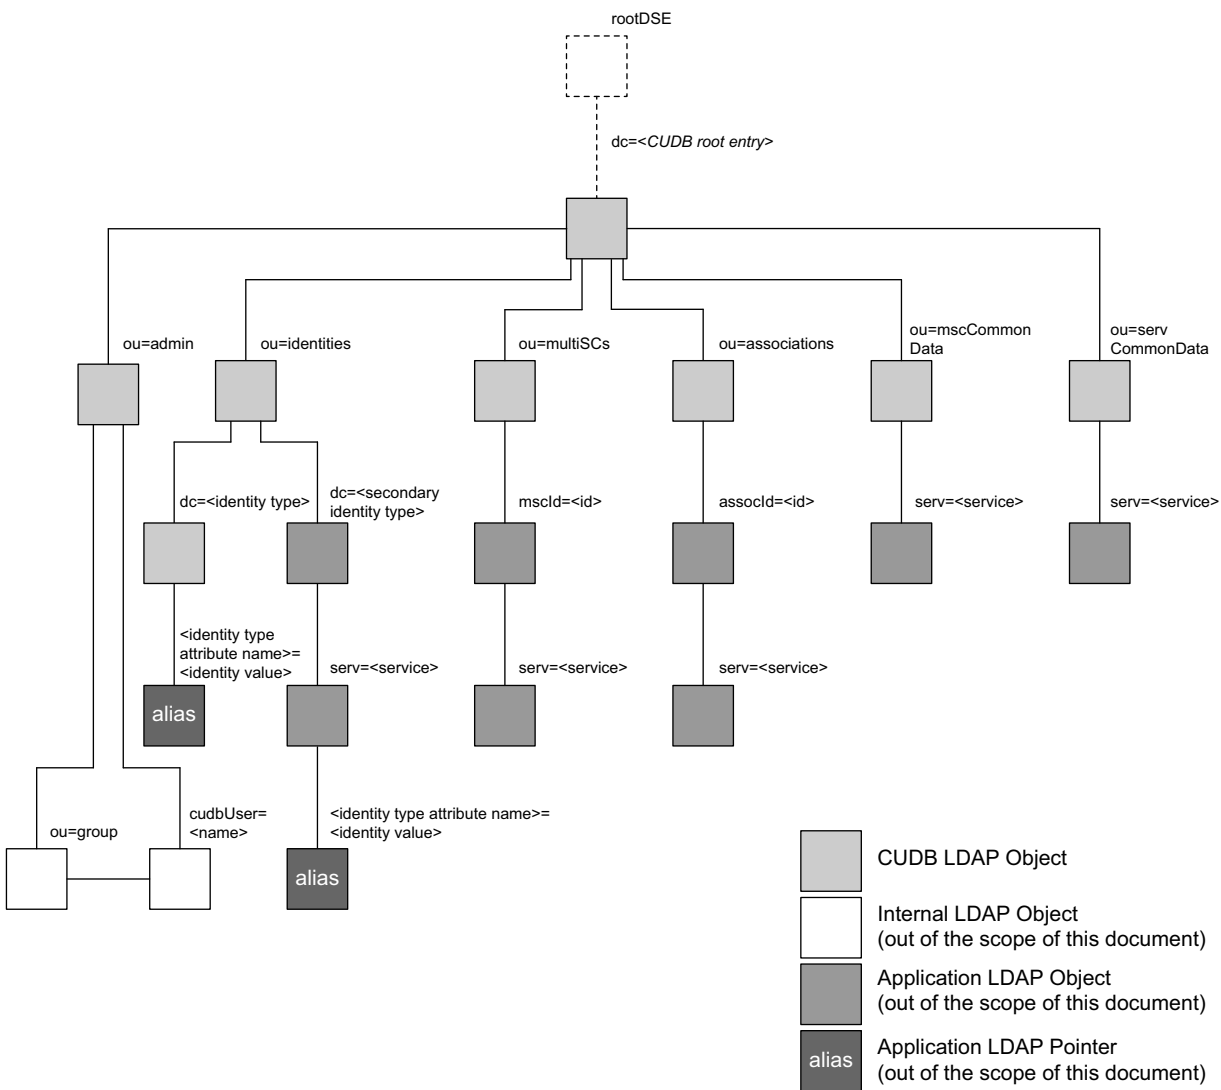 rootDSE
dc=<CUDB root entry>
ou=admin
ou=identities
ou=multiSCs
ou=associations
ou=mscCommon
Data
ou=serv
CommonData
dc=<identity type>
dc=<secondary
identity type>
mscId=<id>
assocId=<id>
serv=<service>
serv=<service>
<identity type
attribute name>=
<identity value>
serv=<service>
serv=<service>
serv=<service>
alias
ou=group
cudbUser=
<name>
<identity type attribute name>=
<identity value>
alias
CUDB LDAP Object
Internal LDAP Object
(out of the scope of this document)
Application LDAP Object
(out of the scope of this document)
alias
Application LDAP Pointer
(out of the scope of this document)